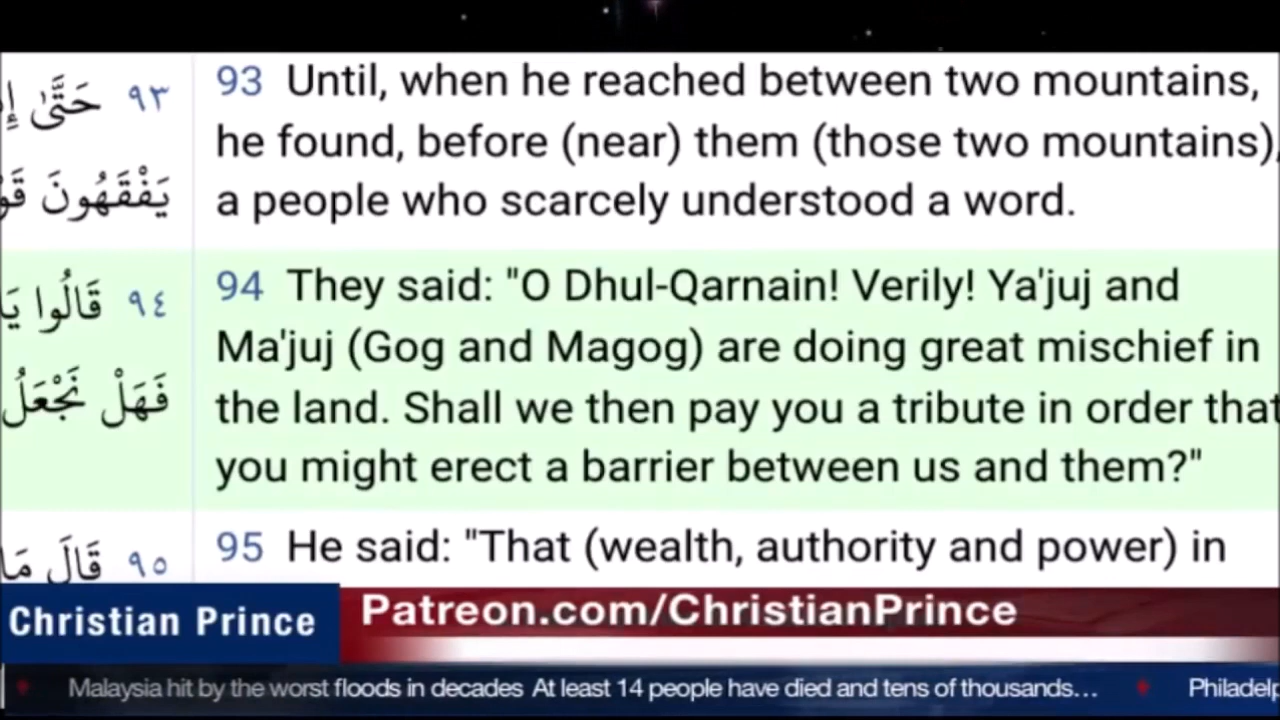 ٩٣ حَتَّىٰ
93 Until, when he reached between two mountains,
he found, before (near) them (those two mountains),
يَفْقَهُونَ
a people who scarcely understood a word.
٩٤ قَالُوا
94 They said: "O Dhul-Qarnain! Verily! Ya'juj and
Ma'juj (Gog and Magog) are doing great mischief in
فَهَلْ نَجْعَلُ
the land. Shall we then pay you a tribute in order that
you might erect a barrier between us and them?"
٩٥ قَالَ
95 He said: "That (wealth, authority and power) in
Christian Prince
Patreon.com/ChristianPrince
Malaysia hit by the worst floods in decades At least 14 people have died and tens of thousands...